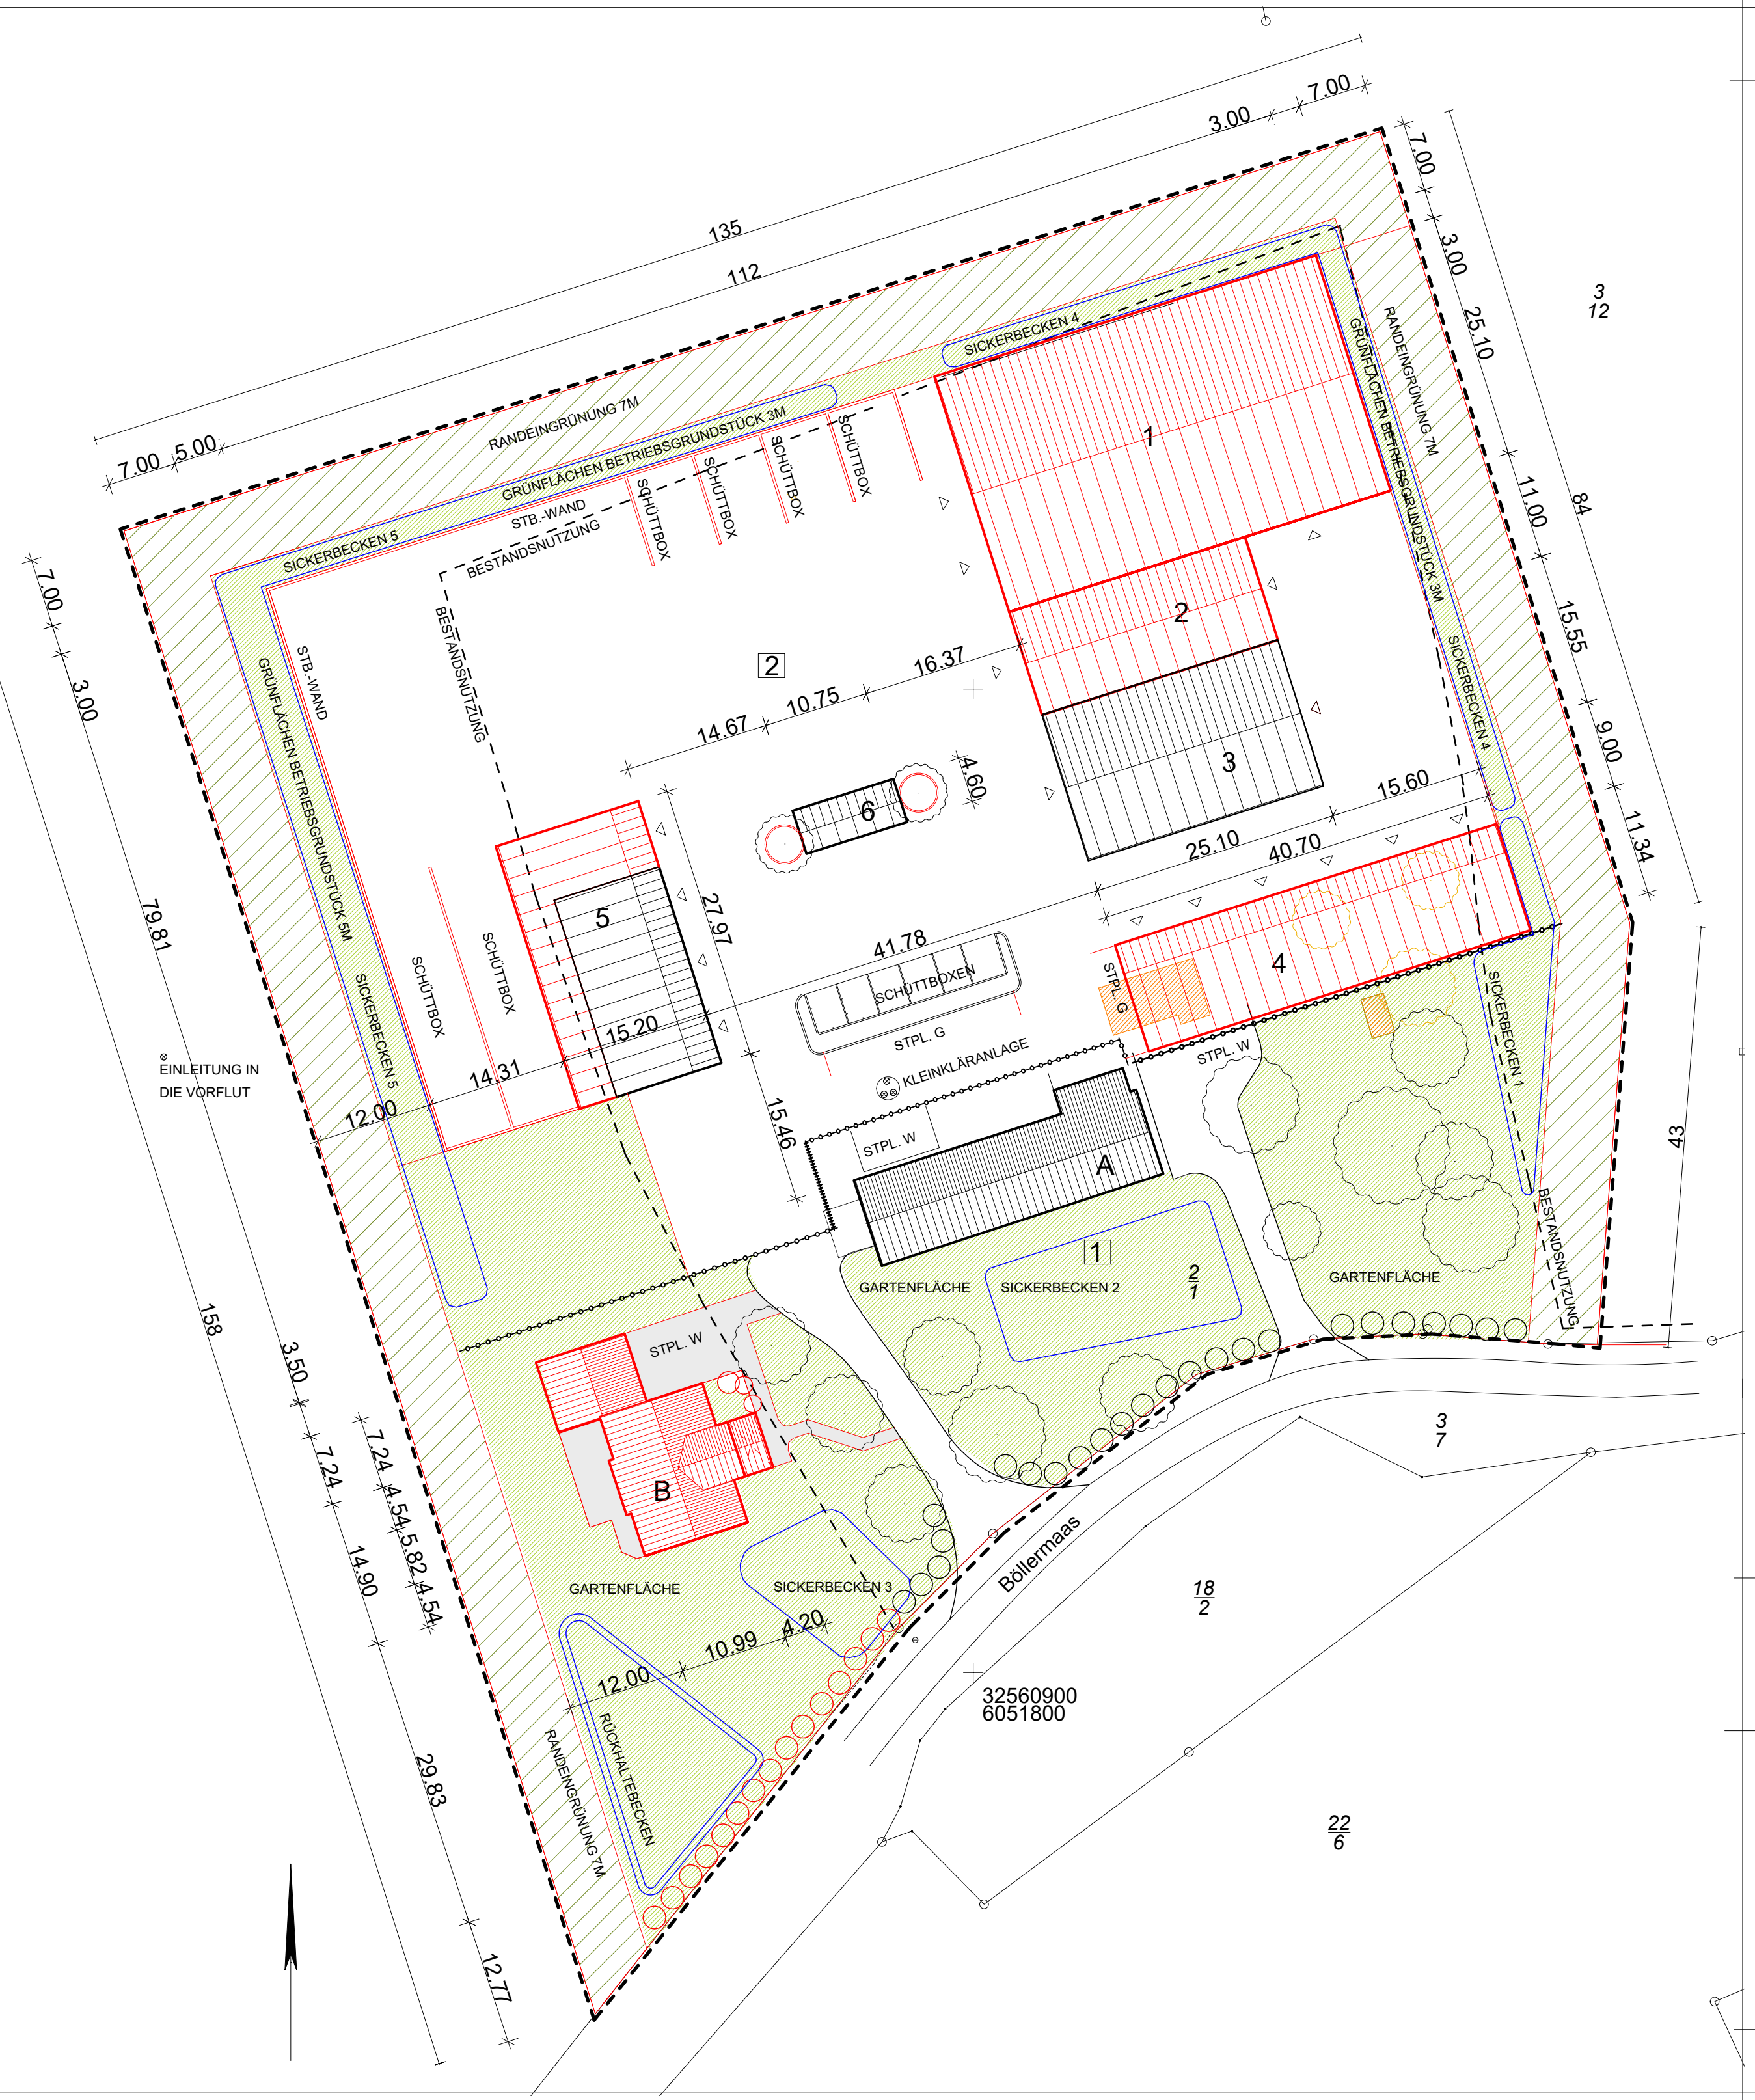 7.00
3.00
135
112
7.00
5.00
7.00
3.00
25.10
11.00
84
15.55
9.00
11.34
43
3
12
RANDEINGRÜNUNG 7M
GRÜNFLÄCHEN BETRIEBSGRUNDSTÜCK 3M
SICKERBECKEN 4
SICKERBECKEN 5
STB.-WAND
BESTANDSNUTZUNG
SCHÜTTBOX
SCHÜTTBOX
SCHÜTTBOX
SCHÜTTBOX
1
RANDEINGRÜNUNG 7M
GRÜNFLÄCHEN BETRIEBSGRUNDSTÜCK 3M
SICKERBECKEN 4
7.00
3.00
79.81
158
STB.-WAND
BESTANDSNUTZUNG
GRÜNFLÄCHEN BETRIEBSGRUNDSTÜCK 5M
SICKERBECKEN 5
2
2
3
14.67
10.75
16.37
4.60
6
15.60
25.10
40.70
5
27.97
41.78
SCHÜTTBOX
SCHÜTTBOX
SCHÜTTBOXEN
STPL. G
STPL. G
4
SICKERBECKEN 1
STPL. W
KLEINKLÄRANLAGE
15.20
14.31
12.00
15.46
EINLEITUNG IN
DIE VORFLUT
STPL. W
A
1
GARTENFLÄCHE
SICKERBECKEN 2
2
1
GARTENFLÄCHE
BESTANDSNUTZUNG
3.50
7.24
14.90
29.83
12.77
7.24
4.54
5.82
4.54
STPL. W
B
GARTENFLÄCHE
SICKERBECKEN 3
4.20
10.99
12.00
RÜCKHALTEBECKEN
RANDEINGRÜNUNG 7M
Böllermaas
3
7
18
2
32560900
6051800
22
6